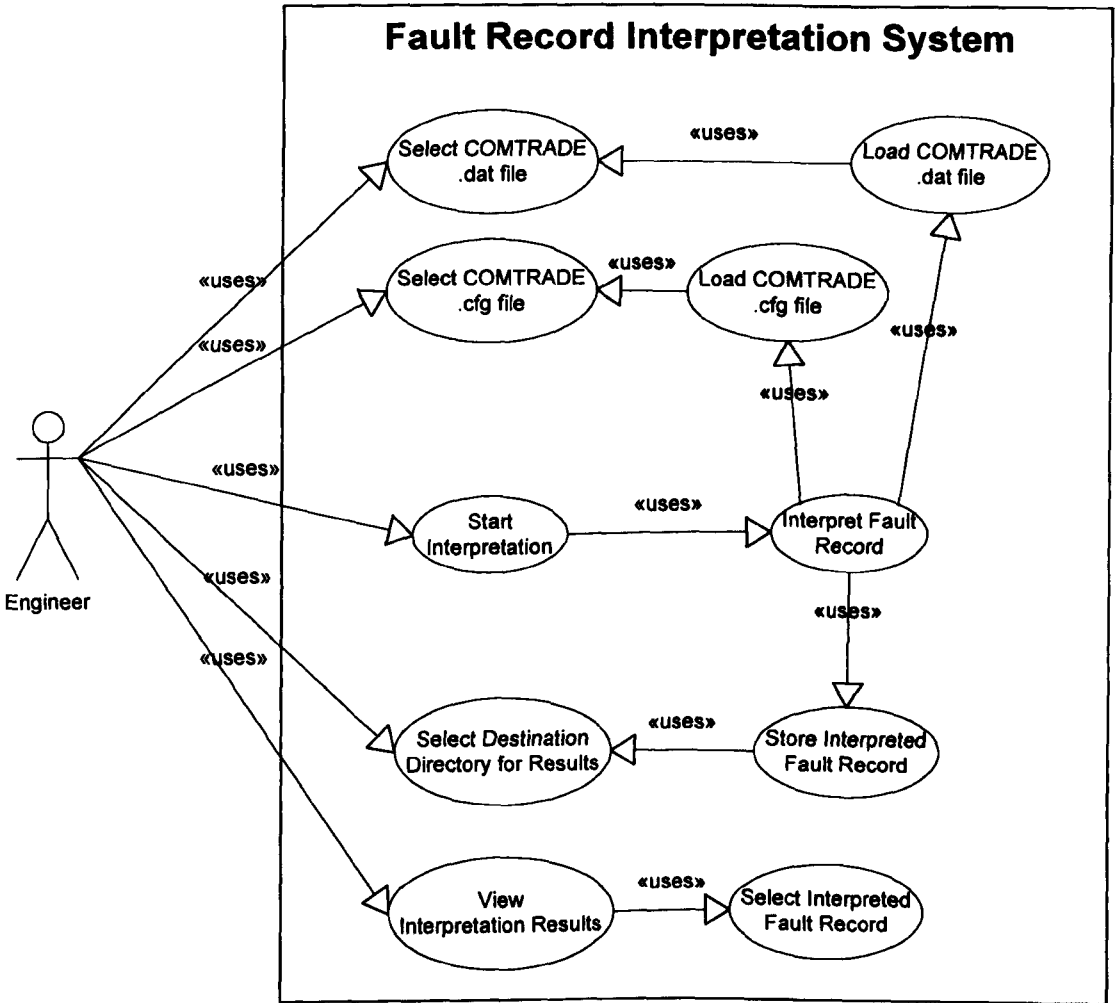 Fault Record Interpretation System
«uses»
Select COMTRADE
.dat file
Load COMTRADE
.dat file
«uses»
«uses»
Select COMTRADE
.cfg file
Load COMTRADE
.cfg file
«uses»
«uses»
«uses»
«uses»
«uses»
Start
Interpretation
Interpret Fault
Record
Engineer
«uses»
«uses»
«uses»
«uses»
Select Destination
Directory for Results
Store Interpreted
Fault Record
«uses»
View
Interpretation Results
Select Interpreted
Fault Record